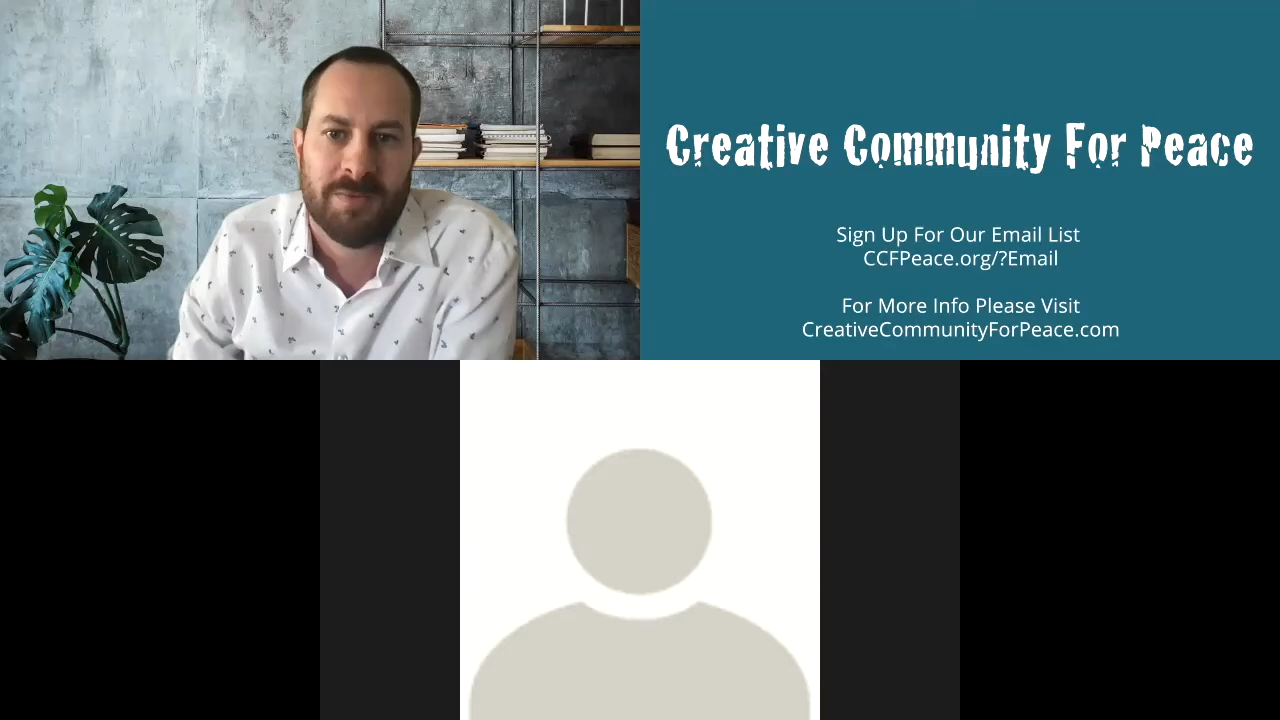 Creative Community For Peace
Sign Up For Our Email List
CCFPeace.org/?Email
For More Info Please Visit
CreativeCommunityForPeace.com